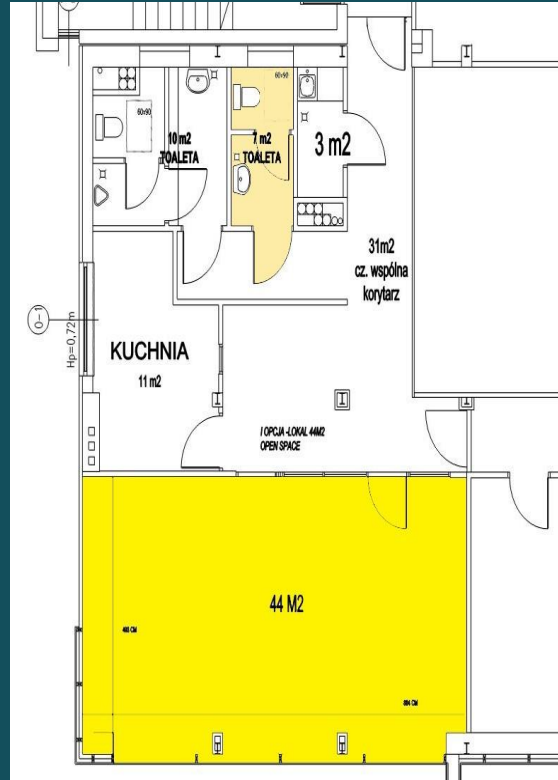 60x90
60x90
10 m2
TOALETA
7 m2
TOALETA
3 m2
31m2
cz. wspólna
korytarz
0-1
Hp=0,72m
KUCHNIA
11 m2
I OPCJA -LOKAL 44M2
OPEN SPACE
44 M2